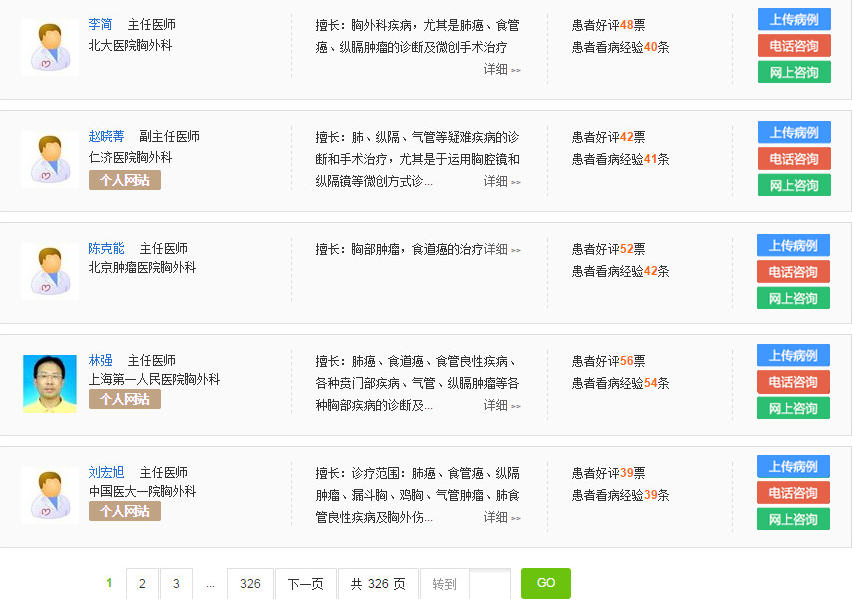 李简 主任医师
北大医院胸外科
擅长：胸外科疾病，尤其是肺癌、食管
癌、纵隔肿瘤的诊断及微创手术治疗
详细 >>
患者好评48票
患者看病经验40条
上传病例
电话咨询
网上咨询
赵晓菁 副主任医师
仁济医院胸外科
个人网站
擅长：肺、纵隔、气管等疑难疾病的诊
断和手术治疗，尤其是于运用胸腔镜和
纵隔镜等微创方式诊... 详细 >>
患者好评42票
患者看病经验41条
上传病例
电话咨询
网上咨询
陈克能 主任医师
北京肿瘤医院胸外科
擅长：胸部肿瘤，食道癌的治疗详细 >>
患者好评52票
患者看病经验42条
上传病例
电话咨询
网上咨询
林强 主任医师
上海第一人民医院胸外科
个人网站
擅长：肺癌、食道癌、食管良性疾病、
各种贲门部疾病、气管、纵隔肿瘤等各
种胸部疾病的诊断及... 详细 >>
患者好评56票
患者看病经验54条
上传病例
电话咨询
网上咨询
刘宏旭 主任医师
中国医大一院胸外科
个人网站
擅长：诊疗范围：肺癌、食管癌、纵隔
肿瘤、漏斗胸、鸡胸、气管肿瘤、肺食
管良性疾病及胸外伤... 详细 >>
患者好评39票
患者看病经验39条
上传病例
电话咨询
网上咨询
1 2 3 ... 326 下一页 共 326 页 转到 GO